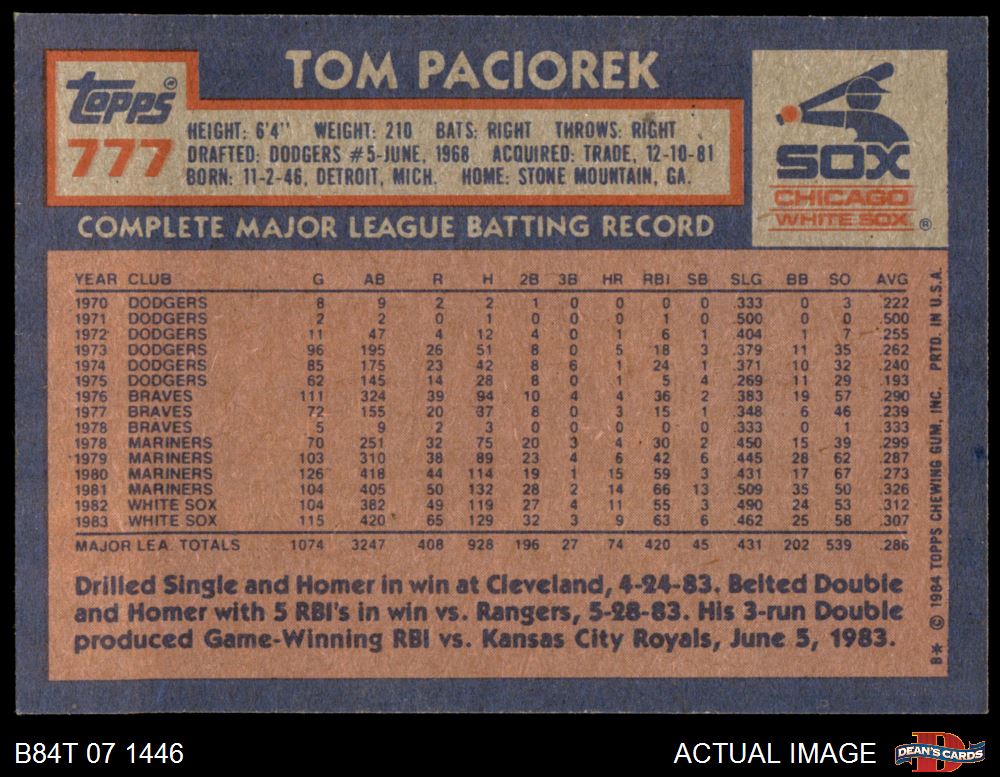 TOM PACIOREK
Topps®
777
HEIGHT: 6'4" WEIGHT: 210 BATS: RIGHT THROWS: RIGHT
DRAFTED: DODGERS #5-JUNE, 1968 ACQUIRED: TRADE, 12-10-81
BORN: 11-2-46, DETROIT, MICH. HOME: STONE MOUNTAIN, GA.
SOX
CHICAGO
WHITE SOX ®
COMPLETE MAJOR LEAGUE BATTING RECORD
YEAR CLUB G AB R H 2B 3B HR RBI SB SLG BB SO AVG
1970 DODGERS 8 9 2 2 1 0 0 0 0 .333 0 3 .222
1971 DODGERS 2 2 0 1 0 0 0 1 0 .500 0 0 .500
1972 DODGERS 11 47 4 12 4 0 1 6 1 .404 1 7 .255
1973 DODGERS 96 195 26 51 8 0 5 18 3 .379 11 35 .262
1974 DODGERS 85 175 23 42 8 6 1 24 1 .371 10 32 .240
1975 DODGERS 62 145 14 28 8 0 1 5 4 .269 11 29 .193
1976 BRAVES 111 324 39 94 10 4 4 36 2 .383 19 57 .290
1977 BRAVES 72 155 20 37 8 0 3 15 1 .348 6 46 .239
1978 BRAVES 5 9 2 3 0 0 0 0 0 .333 0 1 .333
1978 MARINERS 70 251 32 75 20 3 4 30 2 .450 15 39 .299
1979 MARINERS 103 310 38 89 23 4 6 42 6 .445 28 62 .287
1980 MARINERS 126 418 44 114 19 1 15 59 3 .431 17 67 .273
1981 MARINERS 104 405 50 132 28 2 14 66 13 .509 35 50 .326
1982 WHITE SOX 104 382 49 119 27 4 11 55 3 .490 24 53 .312
1983 WHITE SOX 115 420 65 129 32 3 9 63 6 .462 25 58 .307
MAJOR LEA. TOTALS 1074 3247 408 928 196 27 74 420 45 .431 202 539 .286
Drilled Single and Homer in win at Cleveland, 4-24-83. Belted Double
and Homer with 5 RBI's in win vs. Rangers, 5-28-83. His 3-run Double
produced Game-Winning RBI vs. Kansas City Royals, June 5, 1983.
B* © 1984 TOPPS CHEWING GUM, INC. PRTD. IN U.S.A.
B84T 07 1446
ACTUAL IMAGE
D
DEAN'S CARDS